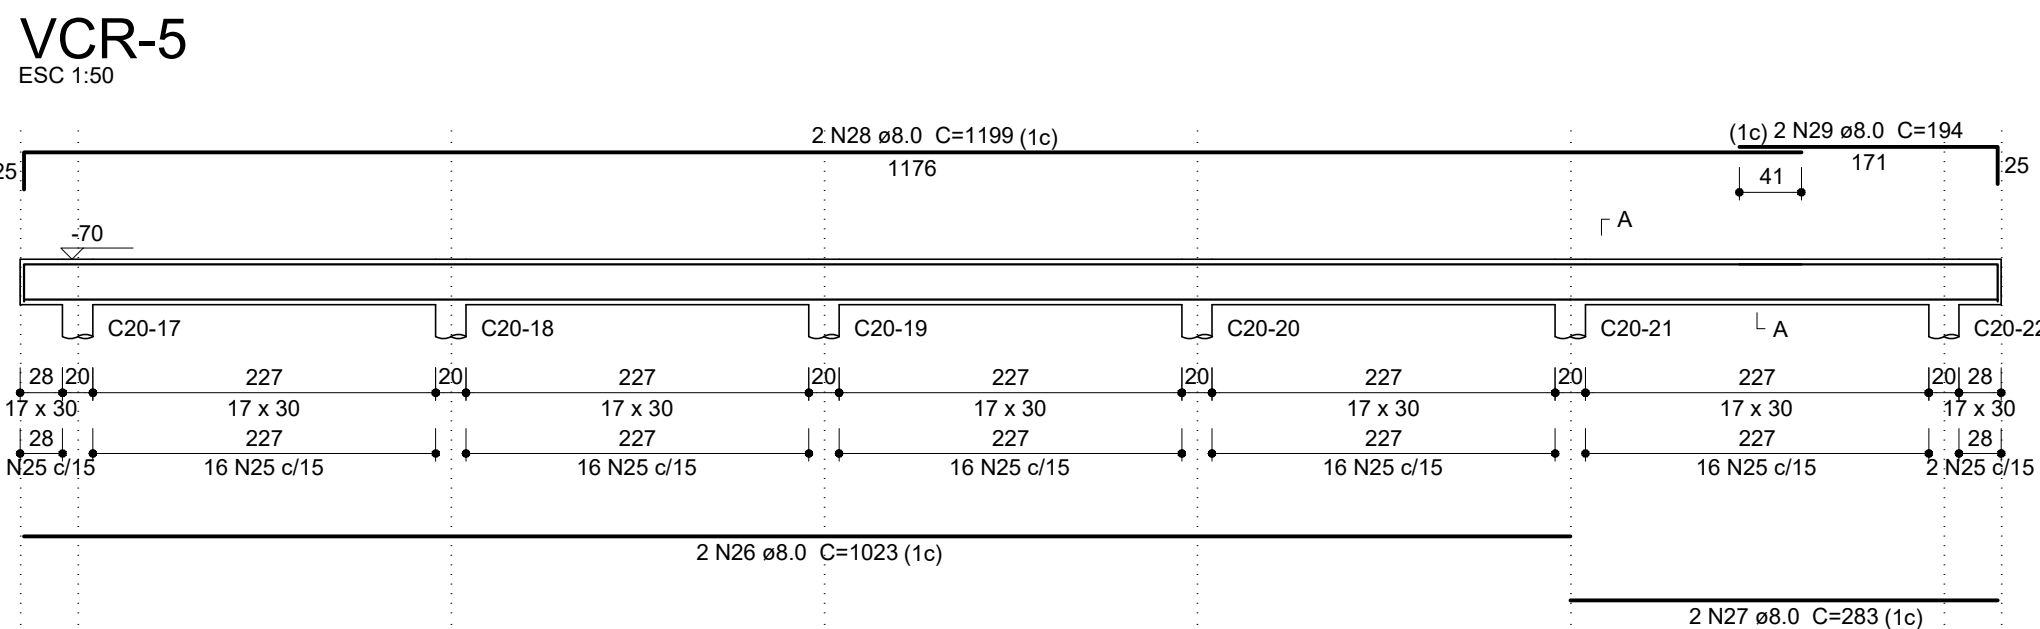 VCR-5
ESC 1:50
2 N28 ø8.0 C=1199 (1c)
(1c) 2 N29 ø8.0 C=194
25
1176
171
25
41
A
-70
C20-17
C20-18
C20-19
C20-20
C20-21
A
C20-22
28 20 227 20 227 20 227 20 227 20 227 20 28
17 x 30 17 x 30 17 x 30 17 x 30 17 x 30 17 x 30 17 x 30
28 227 227 227 227 227 28
N25 c/15 16 N25 c/15 16 N25 c/15 16 N25 c/15 16 N25 c/15 16 N25 c/15 2 N25 c/15
2 N26 ø8.0 C=1023 (1c)
2 N27 ø8.0 C=283 (1c)